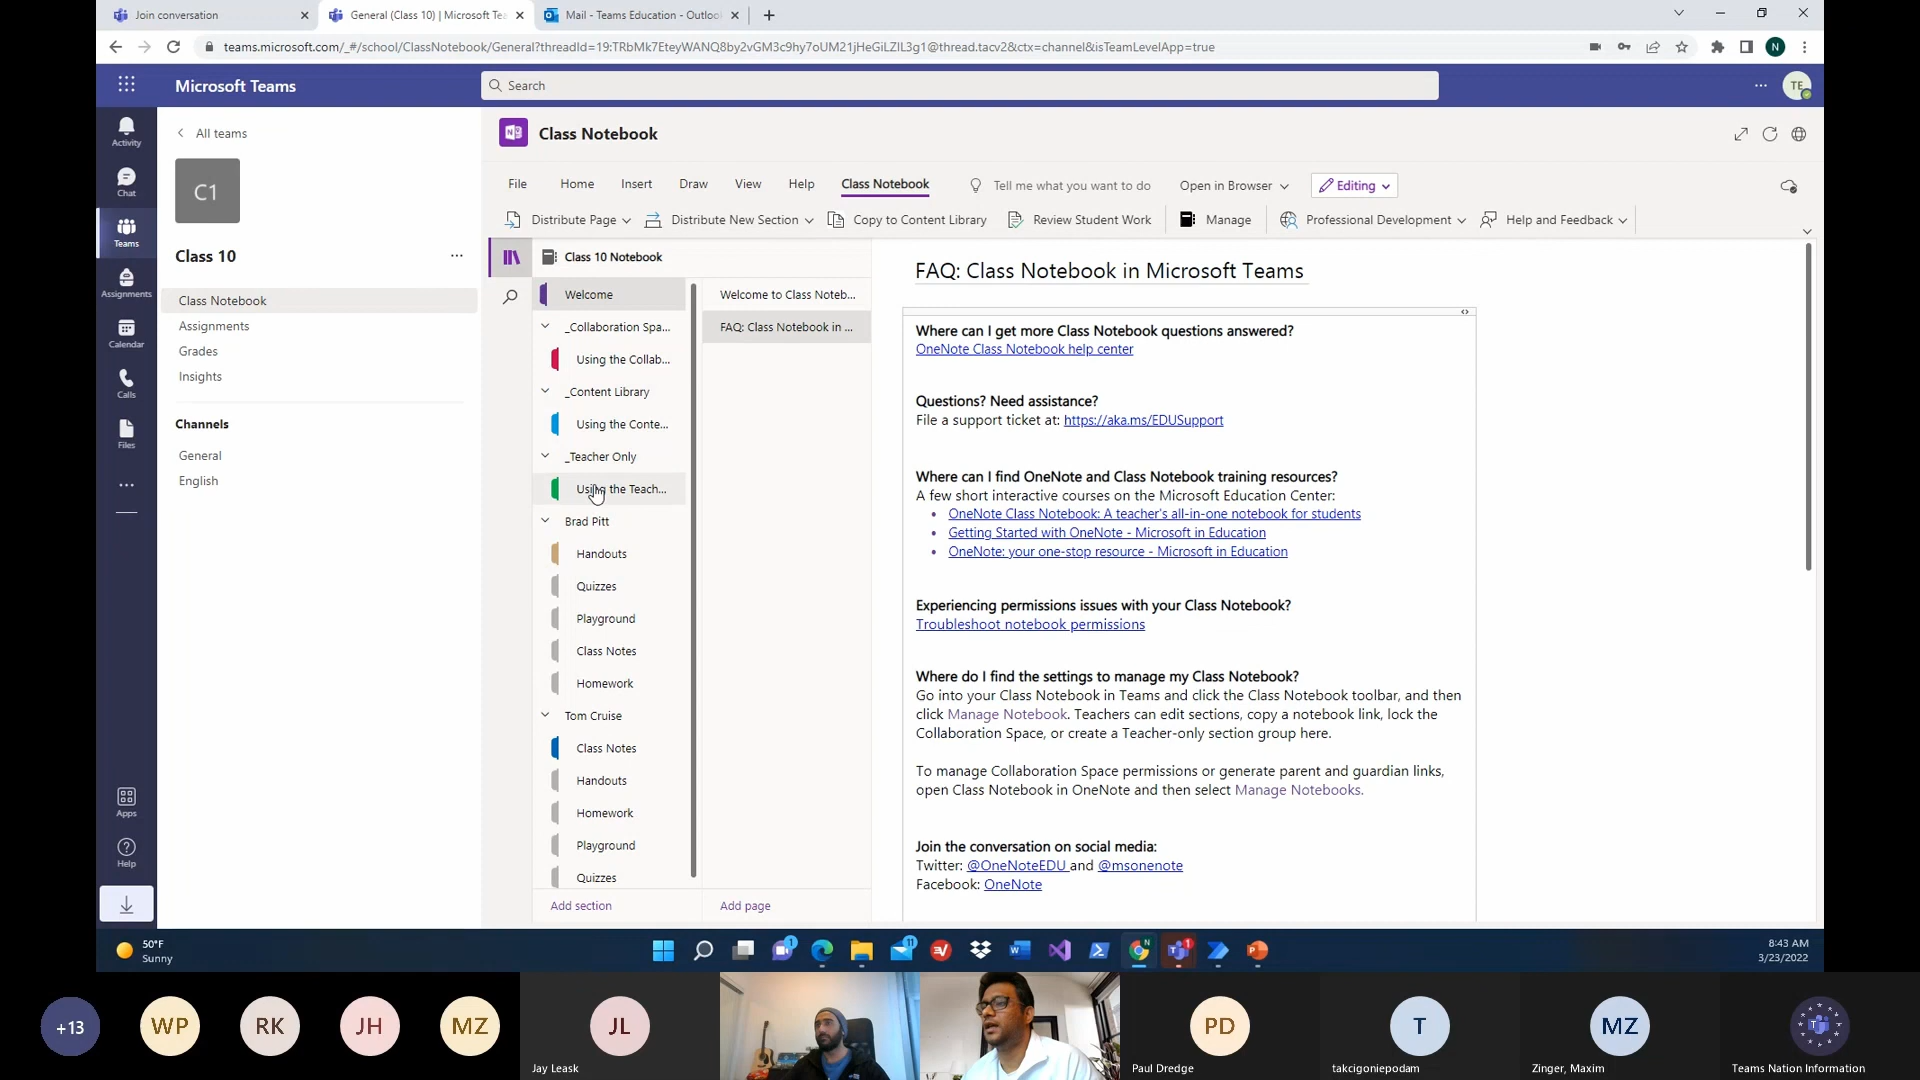 Join conversation
General (Class 10) | Microsoft Tea
Mail - Teams Education - Outlook
teams.microsoft.com/_#/school/ClassNotebook/General?threadId=19:TRbMk7EteyWANQ8by2vGM3c9hy7oUM21jHeGiLZIL3g1@thread.tacv2&ctx=channel&isTeamLevelApp=true
N
Microsoft Teams
Search
TE
Activity
Chat
Teams
Assignments
Calendar
Calls
Files
Apps
Help
All teams
C1
Class 10
Class Notebook
Assignments
Grades
Insights
Channels
General
English
Class Notebook
File Home Insert Draw View Help Class Notebook Tell me what you want to do Open in Browser Editing
Distribute Page Distribute New Section Copy to Content Library Review Student Work Manage Professional Development Help and Feedback
Class 10 Notebook
Welcome
_Collaboration Spa...
Using the Collab...
_Content Library
Using the Conte...
_Teacher Only
Using the Teach...
Brad Pitt
Handouts
Quizzes
Playground
Class Notes
Homework
Tom Cruise
Class Notes
Handouts
Homework
Playground
Quizzes
Add section
Welcome to Class Noteb...
FAQ: Class Notebook in ...
Add page
FAQ: Class Notebook in Microsoft Teams
Where can I get more Class Notebook questions answered?
OneNote Class Notebook help center
Questions? Need assistance?
File a support ticket at: https://aka.ms/EDUSupport
Where can I find OneNote and Class Notebook training resources?
A few short interactive courses on the Microsoft Education Center:
• OneNote Class Notebook: A teacher's all-in-one notebook for students
• Getting Started with OneNote - Microsoft in Education
• OneNote: your one-stop resource - Microsoft in Education
Experiencing permissions issues with your Class Notebook?
Troubleshoot notebook permissions
Where do I find the settings to manage my Class Notebook?
Go into your Class Notebook in Teams and click the Class Notebook toolbar, and then
click Manage Notebook. Teachers can edit sections, copy a notebook link, lock the
Collaboration Space, or create a Teacher-only section group here.
To manage Collaboration Space permissions or generate parent and guardian links,
open Class Notebook in OneNote and then select Manage Notebooks.
Join the conversation on social media:
Twitter: @OneNoteEDU and @msonenote
Facebook: OneNote
50°F
Sunny
1
11
1
8:43 AM
3/23/2022
+13
WP
RK
JH
MZ
JL
Jay Leask
PD
Paul Dredge
T
takcigoniepodam
MZ
Zinger, Maxim
Teams Nation Information